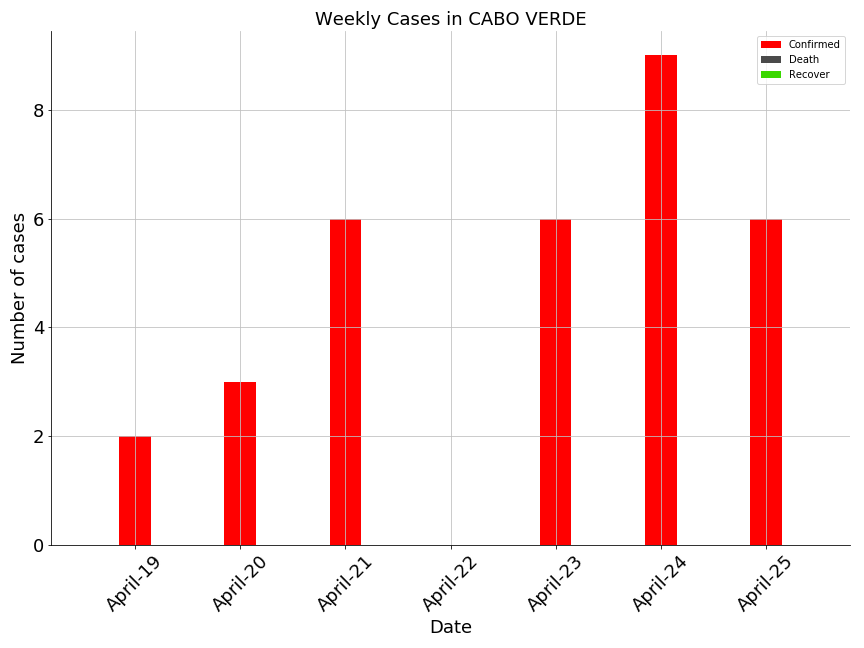 Weekly Cases in CABO VERDE
Confirmed
Death
Recover
Number of cases
8
6
4
2
0
April-19
April-20
April-21
April-22
April-23
April-24
April-25
Date